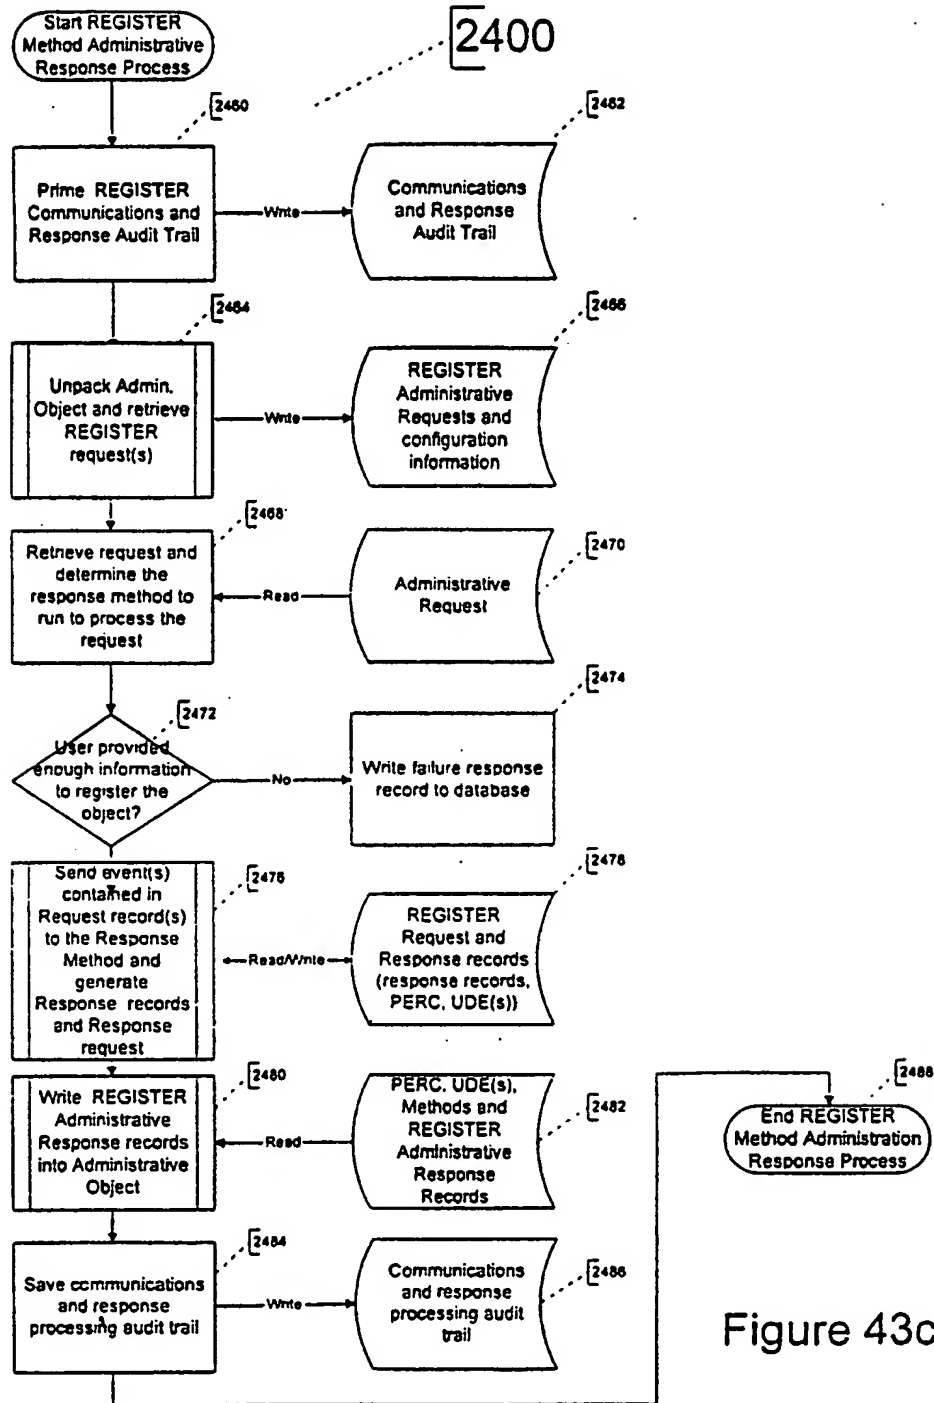 Start REGISTER
Method Administrative
Response Process
2400
2460
2462
Prime REGISTER
Communications and
Response Audit Trail
Write
Communications
and Response
Audit Trail
2464
2466
Unpack Admin.
Object and retrieve
REGISTER
request(s)
Write
REGISTER
Administrative
Requests and
configuration
information
2468
2470
Retrieve request and
determine the
response method to
run to process the
request
Read
Administrative
Request
2472
2474
User provided
enough information
to register the
object?
No
Write failure response
record to database
2476
2478
Send event(s)
contained in
Request record(s)
to the Response
Method and
generate
Response records
and Response
request
Read/Write
REGISTER
Request and
Response records
(response records,
PERC, UDE(s))
2480
2482
Write REGISTER
Administrative
Response records
into Administrative
Object
Read
PERC, UDE(s),
Methods and
REGISTER
Administrative
Response
Records
2488
End REGISTER
Method Administration
Response Process
2484
2486
Save communications
and response
processing audit trail
Write
Communications
and response
processing audit
trail
Figure 43c